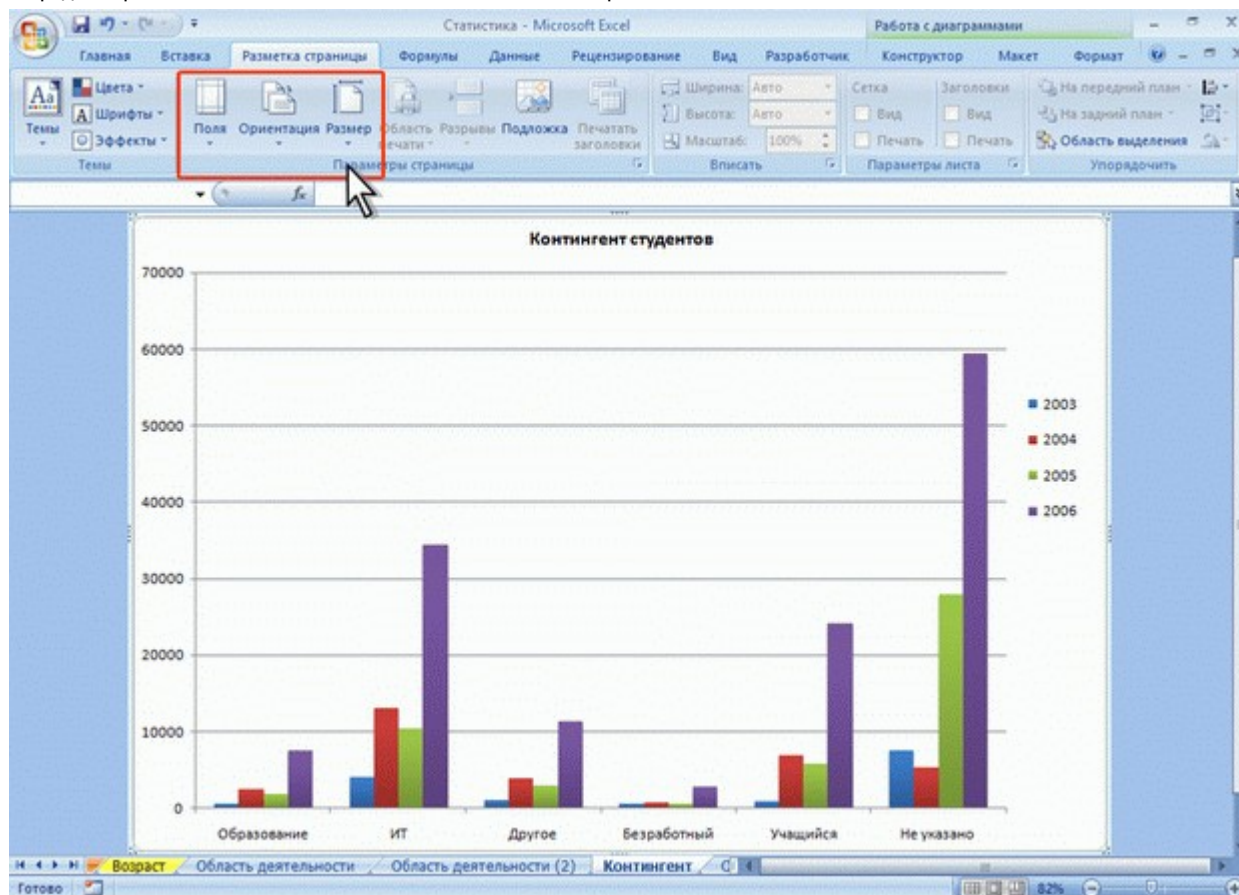 Статистика - Microsoft Excel
Работа с диаграммами
Главная Вставка Разметка страницы Формулы Данные Рецензирование Вид Разработчик Конструктор Макет Формат
Aa Цвета Поля Ориентация Размер Область Разрывы Подложка Печатать Ширина: Авто Сетка Заголовки На передний план
Темы А Шрифты печати заголовки Высота: Авто Вид Вид На задний план
Эффекты Масштаб: 100% Печать Печать Область выделения
Темы Параметры страницы Вписать Параметры листа Упорядочить
fx
Контингент студентов
70000
60000
50000
40000
30000
20000
10000
0
2003
2004
2005
2006
Образование ИТ Другое Безработный Учащийся Не указано
Возраст Область деятельности Область деятельности (2) Контингент
Готово 82%